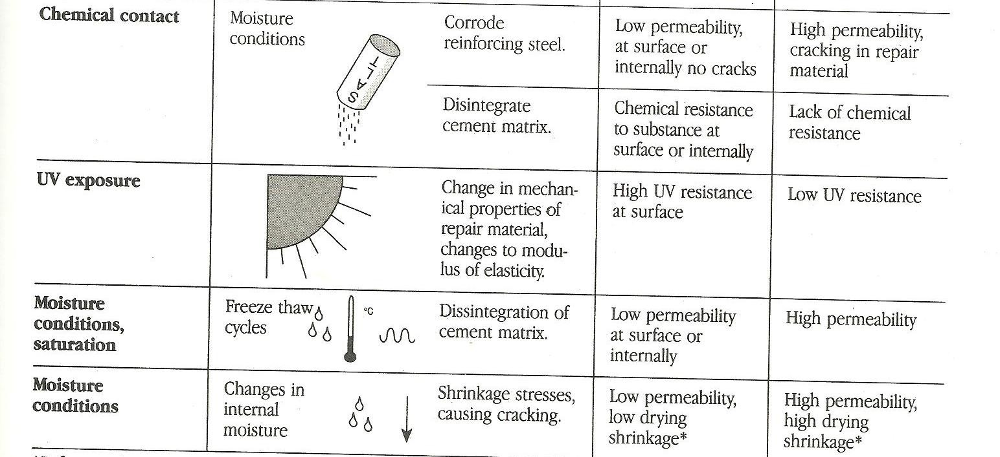 Chemical contact
Moisture
conditions
SALT
Corrode
reinforcing steel.
Low permeability,
at surface or
internally no cracks
High permeability,
cracking in repair
material
Disintegrate
cement matrix.
Chemical resistance
to substance at
surface or internally
Lack of chemical
resistance
UV exposure
Change in mechan-
ical properties of
repair material,
changes to modu-
lus of elasticity.
High UV resistance
at surface
Low UV resistance
Moisture
conditions,
saturation
Freeze thaw
cycles
°C
Dissintegration of
cement matrix.
Low permeability
at surface or
internally
High permeability
Moisture
conditions
Changes in
internal
moisture
Shrinkage stresses,
causing cracking.
Low permeability,
low drying
shrinkage*
High permeability,
high drying
shrinkage*